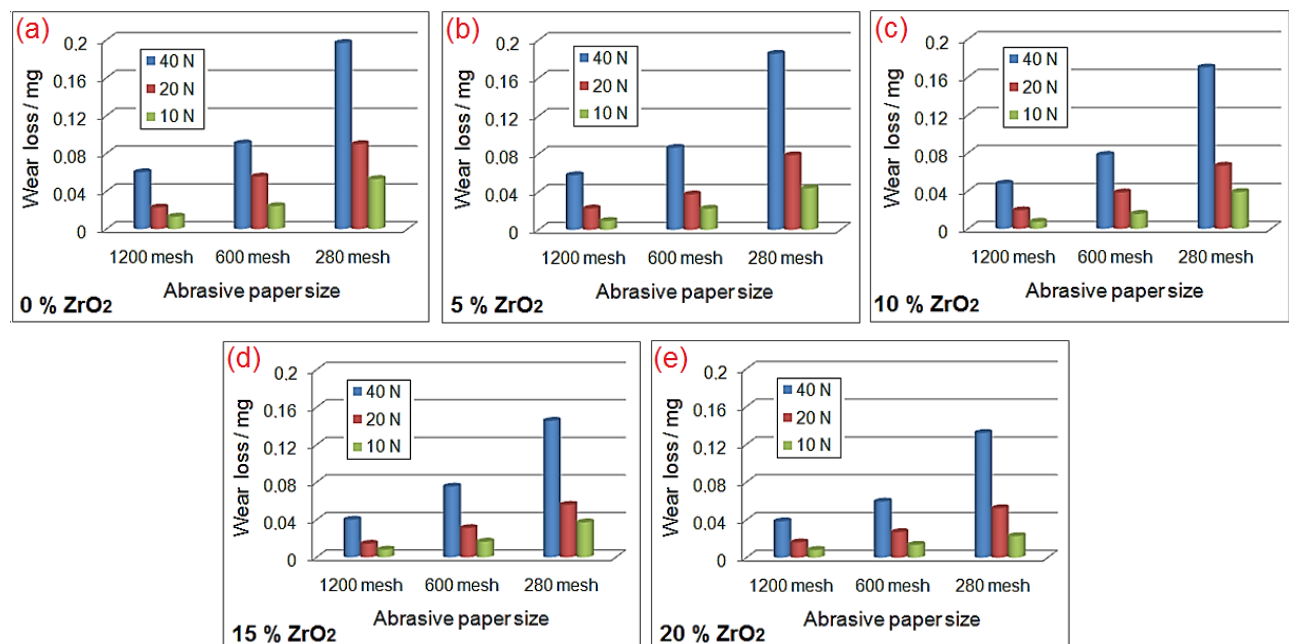 (a)
0.2
0.16
0.12
0.08
0.04
0
Wear loss / mg
40 N
20 N
10 N
1200 mesh 600 mesh 280 mesh
Abrasive paper size
0 % ZrO2
(b)
0.2
0.16
0.12
0.08
0.04
0
Wear loss / mg
40 N
20 N
10 N
1200 mesh 600 mesh 280 mesh
Abrasive paper size
5 % ZrO2
(c)
0.2
0.16
0.12
0.08
0.04
0
Wear loss / mg
40 N
20 N
10 N
1200 mesh 600 mesh 280 mesh
Abrasive paper size
10 % ZrO2
(d)
0.2
0.16
0.12
0.08
0.04
0
Wear loss / mg
40 N
20 N
10 N
1200 mesh 600 mesh 280 mesh
Abrasive paper size
15 % ZrO2
(e)
0.2
0.16
0.12
0.08
0.04
0
Wear loss / mg
40 N
20 N
10 N
1200 mesh 600 mesh 280 mesh
Abrasive paper size
20 % ZrO2